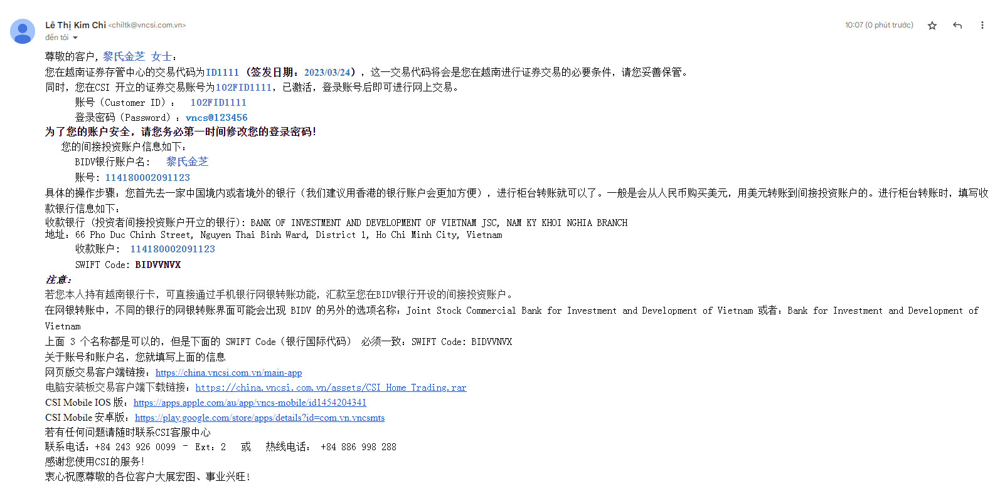 Lê Thị Kim Chi <chiltk@vncsi.com.vn>
10:07 (0 phút trước)
đến tôi
尊敬的客户, 黎氏金芝 女士:
您在越南证券存管中心的交易代码为ID1111 (签发日期: 2023/03/24) , 这一交易代码将会是您在越南进行证券交易的必要条件, 请您妥善保管。
同时, 您在CSI 开立的证券交易账号为102FID1111, 已激活, 登录账号后即可进行网上交易。
账号 (Customer ID) : 102FID1111
登录密码 (Password) : vncs@123456
为了您的账户安全, 请您务必第一时间修改您的登录密码!
您的间接投资账户信息如下:
BIDV银行账户名: 黎氏金芝
账号: 114180002091123
具体的操作步骤: 您首先去一家中国境内或者境外的银行 (我们建议用香港的银行账户会更加方便) , 进行柜台转账就可以了。一般是会从人民币购买美元, 用美元转账到间接投资账户的。进行柜台转账时, 填写收
款银行信息如下:
收款银行 (投资者间接投资账户开立的银行): BANK OF INVESTMENT AND DEVELOPMENT OF VIETNAM JSC, NAM KY KHOI NGHIA BRANCH
地址: 66 Pho Duc Chinh Street, Nguyen Thai Binh Ward, District 1, Ho Chi Minh City, Vietnam
收款账户: 114180002091123
SWIFT Code: BIDVVNVX
注意:
若您本人持有越南银行卡, 可直接通过手机银行网银转账功能, 汇款至您在BIDV银行开设的间接投资账户。
在网银转账中, 不同的银行的网银转账界面可能会出现 BIDV 的另外的选项名称: Joint Stock Commercial Bank for Investment and Development of Vietnam 或者: Bank for Investment and Development of
Vietnam
上面 3 个名称都是可以的, 但是下面的 SWIFT Code (银行国际代码) 必须一致: SWIFT Code: BIDVVNVX
关于账号和账户名, 您就填写上面的信息
网页版交易客户端链接: https://china.vncsi.com.vn/main-app
电脑安装板交易客户端下载链接: https://china.vncsi.com.vn/assets/CSI Home Trading.rar
CSI Mobile IOS 版: https://apps.apple.com/au/app/vncs-mobile/id1454204341
CSI Mobile 安卓版: https://play.google.com/store/apps/details?id=com.vn.vncsmts
若有任何问题请随时联系CSI客服中心
联系电话: +84 243 926 0099 - Ext: 2 或 热线电话: +84 886 998 288
感谢您使用CSI的服务!
衷心祝愿尊敬的各位客户大展宏图、事业兴旺!